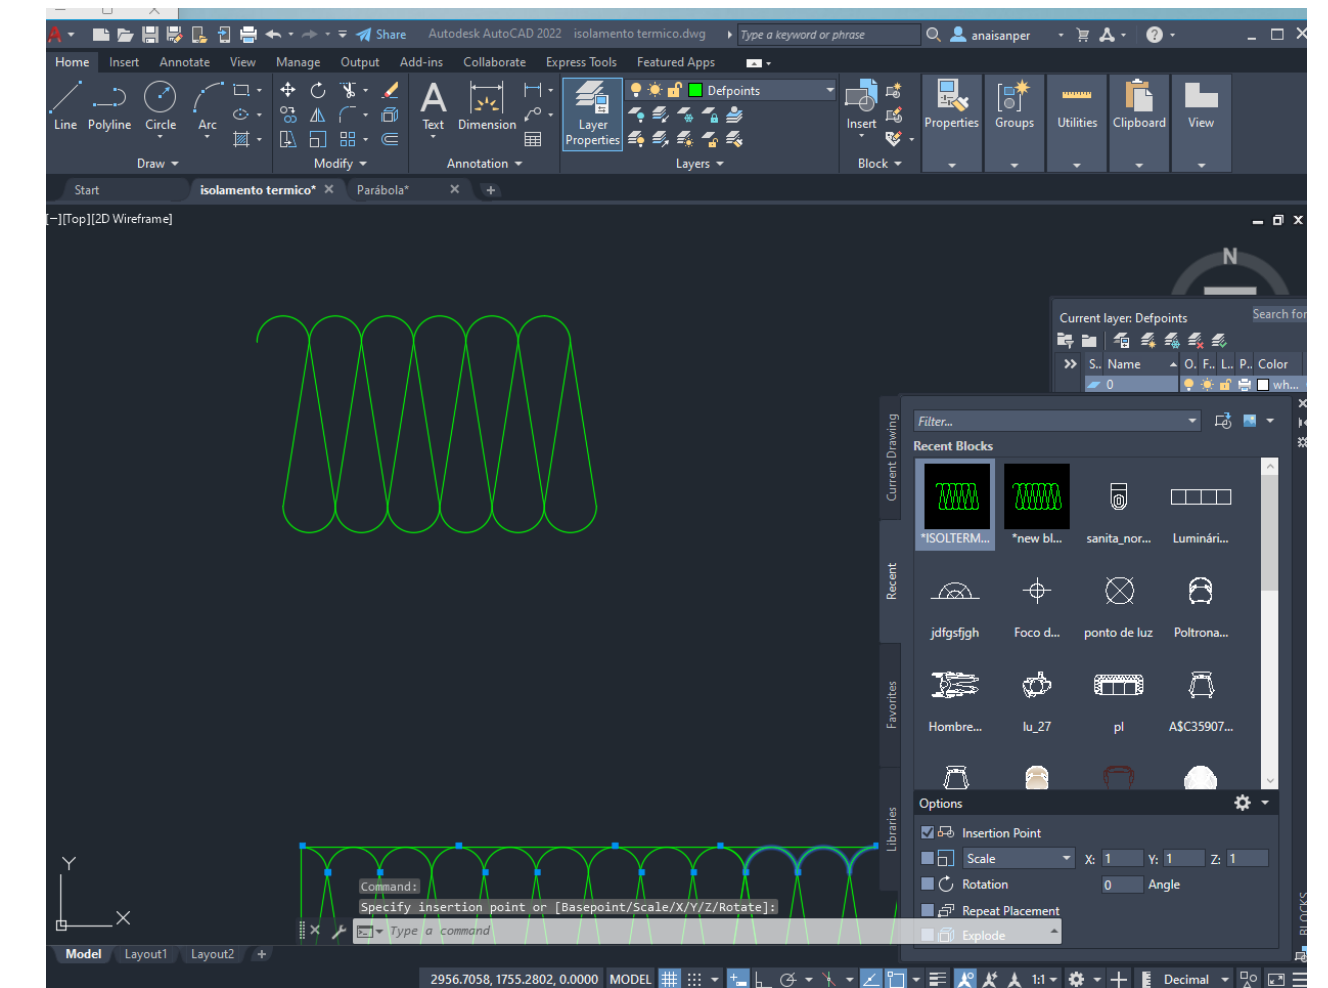 Share Autodesk AutoCAD 2022 isolamento termico.dwg Type a keyword or phrase anaisanper
Home Insert Annotate View Manage Output Add-ins Collaborate Express Tools Featured Apps
Defpoints
Line Polyline Circle Arc Text Dimension Layer Properties Insert Properties Groups Utilities Clipboard View
Draw Modify Annotation Layers Block
Start isolamento termico* Parábola*
[−][Top][2D Wireframe]
N
Current layer: Defpoints Search for
S.. Name O. F.. L.. P.. Color
0 wh...
Current Drawing
Recent
Favorites
Libraries
Filter...
Recent Blocks
*ISOLTERM... *new bl... sanita_nor... Luminári...
jdfgsfjgh Foco d... ponto de luz Poltrona...
Hombre... lu_27 pl A$C35907...
Options
Insertion Point
Scale X: 1 Y: 1 Z: 1
Rotation 0 Angle
Repeat Placement
Explode
BLOCKS
Y
X
Command:
Specify insertion point or [Basepoint/Scale/X/Y/Z/Rotate]:
Type a command
Model Layout1 Layout2
2956.7058, 1755.2802, 0.0000 MODEL 1:1 Decimal